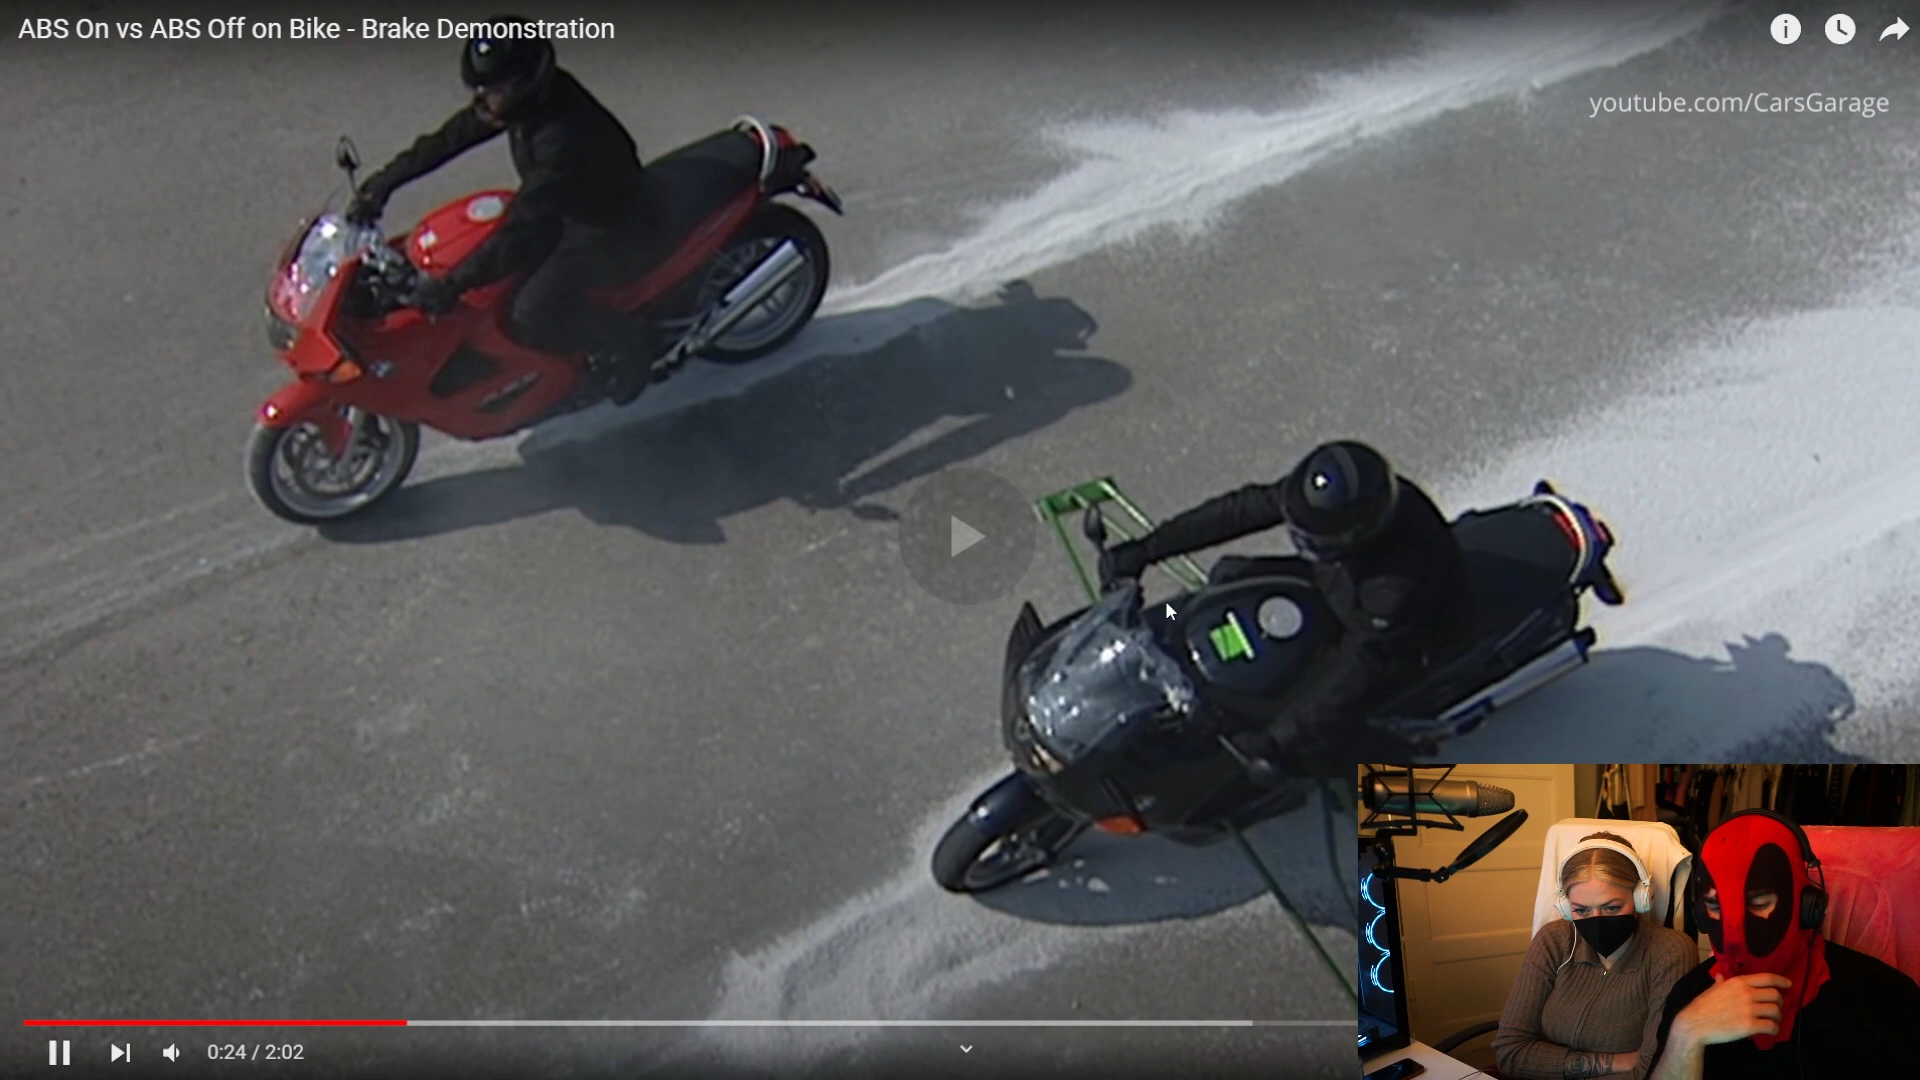 ABS On vs ABS Off on Bike - Brake Demonstration
youtube.com/CarsGarage
0:24 / 2:02